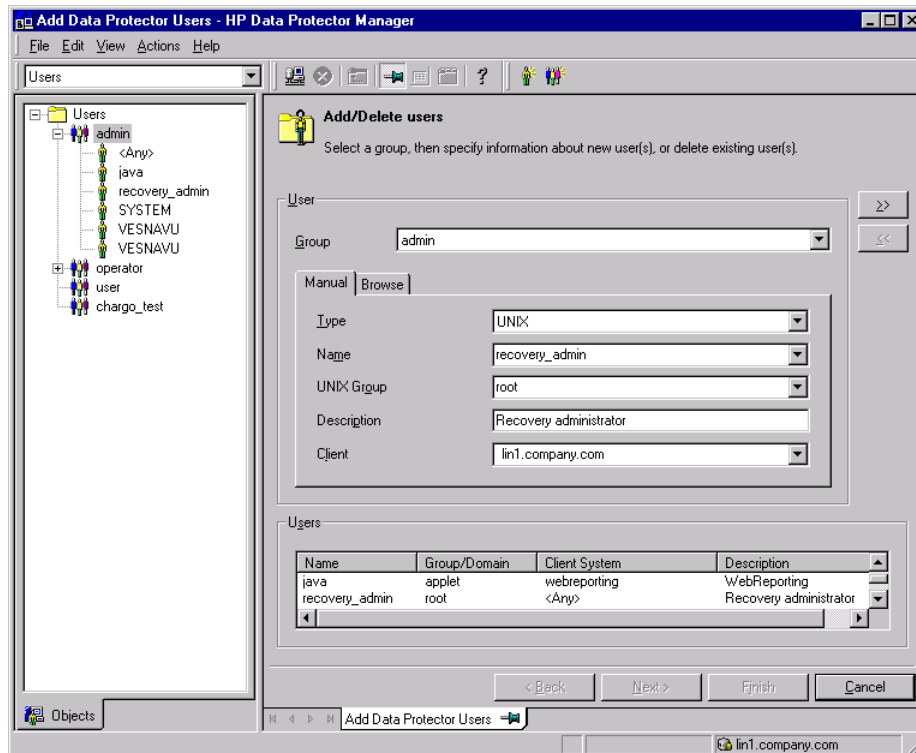 Add Data Protector Users - HP Data Protector Manager
File Edit View Actions Help
Users
?
Users
admin
<Any>
java
recovery_admin
SYSTEM
VESNAVU
VESNAVU
operator
user
chargo_test
Objects
Add/Delete users
Select a group, then specify information about new user(s), or delete existing user(s).
User
>>
<<
Group admin
Manual Browse
Type UNIX
Name recovery_admin
UNIX Group root
Description Recovery administrator
Client lin1.company.com
Users
Name Group/Domain Client System Description
java applet webreporting WebReporting
recovery_admin root <Any> Recovery administrator
< Back Next > Finish Cancel
Add Data Protector Users
lin1.company.com